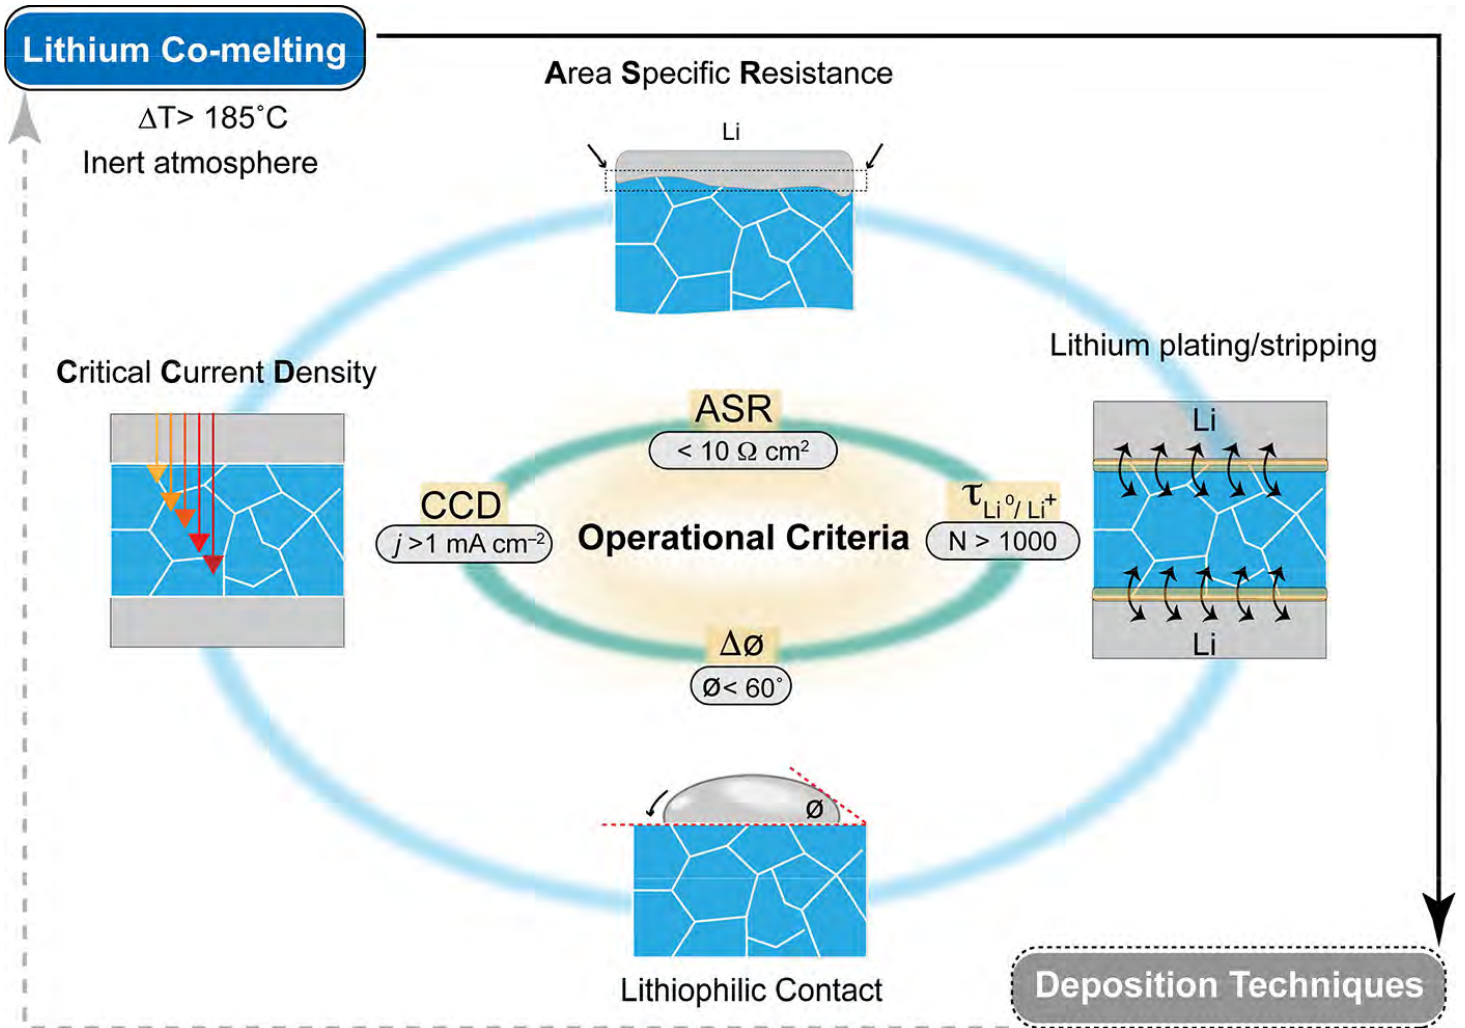 Lithium Co-melting
ΔT> 185˚C
Inert atmosphere
Area Specific Resistance
Li
Critical Current Density
Lithium plating/stripping
Li
Li
ASR
< 10 Ω cm²
CCD
j >1 mA cm⁻²
Operational Criteria
τLi⁰/ Li⁺
N > 1000
Δø
Ø< 60˚
Ø
Lithiophilic Contact
Deposition Techniques